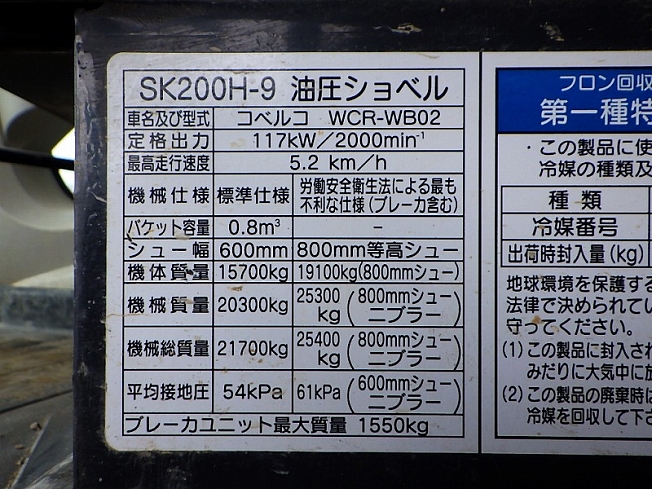 SK200H-9 油圧ショベル
車名及び型式 コベルコ WCR-WB02
定格出力 117kW/2000min⁻¹
最高走行速度 5.2 km/h
機械仕様 標準仕様 労働安全衛生法による最も
不利な仕様(ブレーカ含む)
バケット容量 0.8m³ −
シュー幅 600mm 800mm等高シュー
機体質量 15700kg 19100kg(800mmシュー)
機械質量 20300kg 25300kg (800mmシュー
ニブラー)
機械総質量 21700kg 25400kg (800mmシュー
ニブラー)
平均接地圧 54kPa 61kPa (600mmシュー
ニブラー)
ブレーカユニット最大質量 1550kg
フロン回収
第一種特
・この製品に使
冷媒の種類及
種類
冷媒番号
出荷時封入量(kg)
地球環境を保護する
法律で決められてい
守ってください。
(1)この製品に封入され
みだりに大気中に放
(2)この製品の廃棄時に
冷媒を回収して下さ